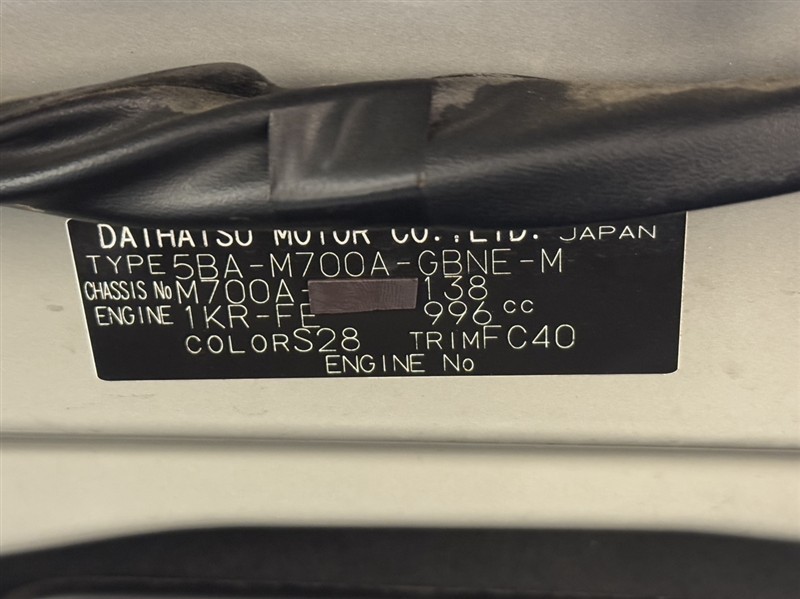 DAIHATSU MOTOR CO.,LTD. JAPAN
TYPE 5BA-M700A-GBNE-M
CHASSIS No M700A- 138
ENGINE 1KR-FE 996 cc
COLOR S28 TRIM FC40
ENGINE No